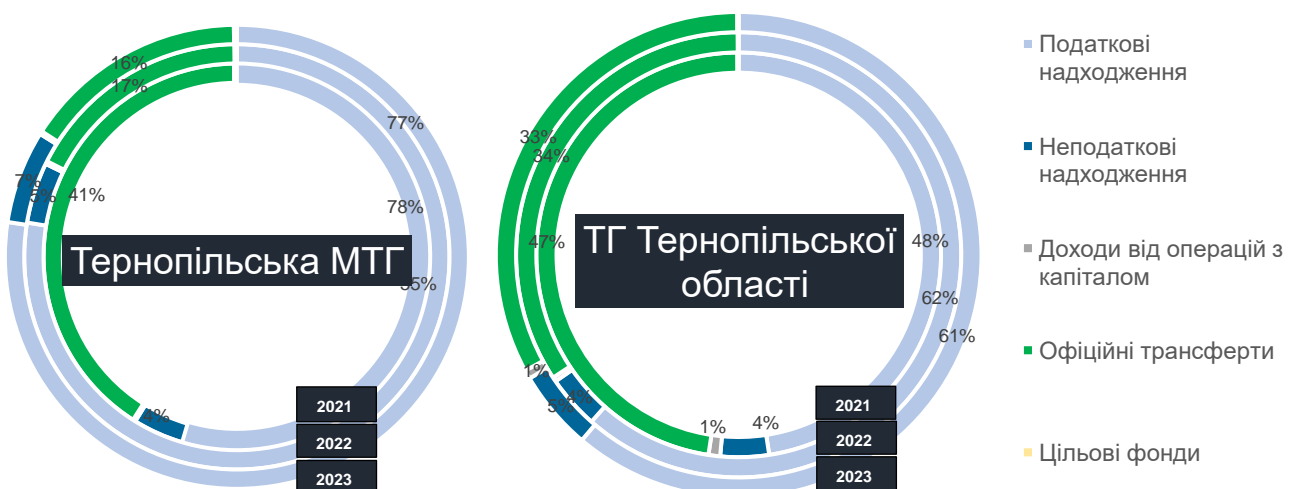 16%
17%
77%
7%
5%
41%
78%
Тернопільська МТГ
55%
4%
2021
2022
2023
33%
34%
47%
ТГ Тернопільської
області
48%
62%
61%
1%
4%
5%
1%
4%
2021
2022
2023
Податкові
надходження
Неподаткові
надходження
Доходи від операцій з
капіталом
Офіційні трансферти
Цільові фонди